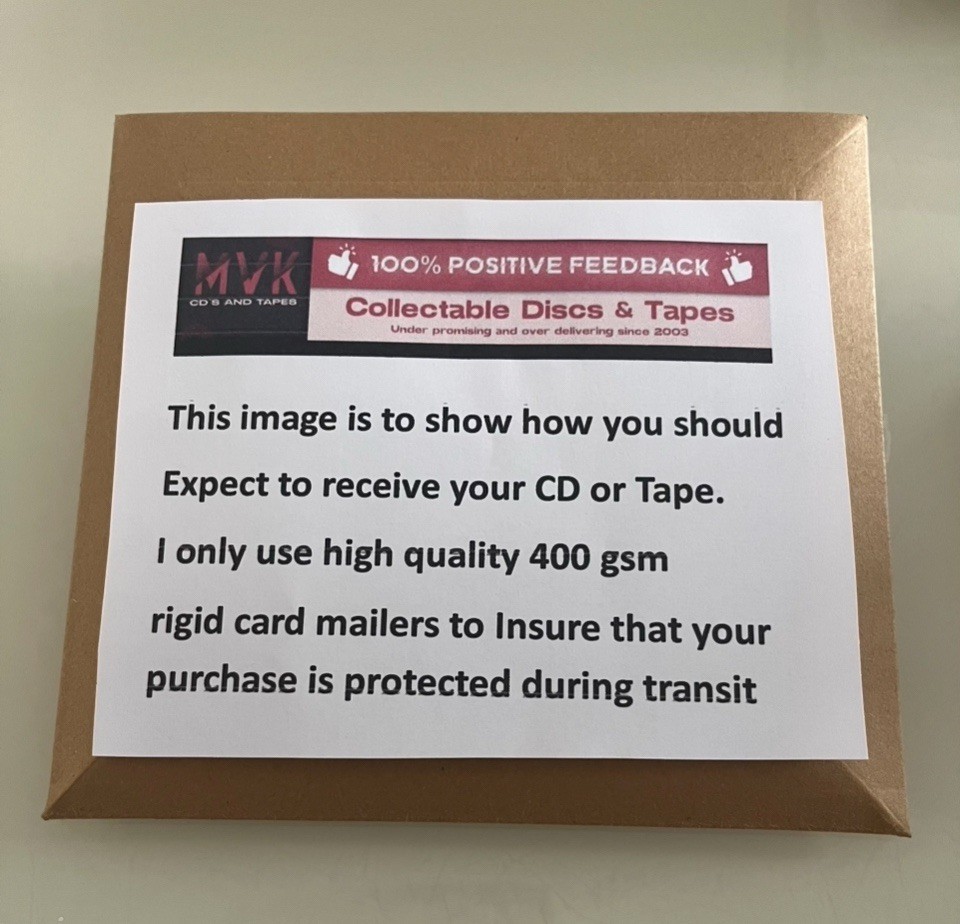 MVK
CD'S AND TAPES
100% POSITIVE FEEDBACK
Collectable Discs & Tapes
Under promising and over delivering since 2003
This image is to show how you should
Expect to receive your CD or Tape.
I only use high quality 400 gsm
rigid card mailers to Insure that your
purchase is protected during transit